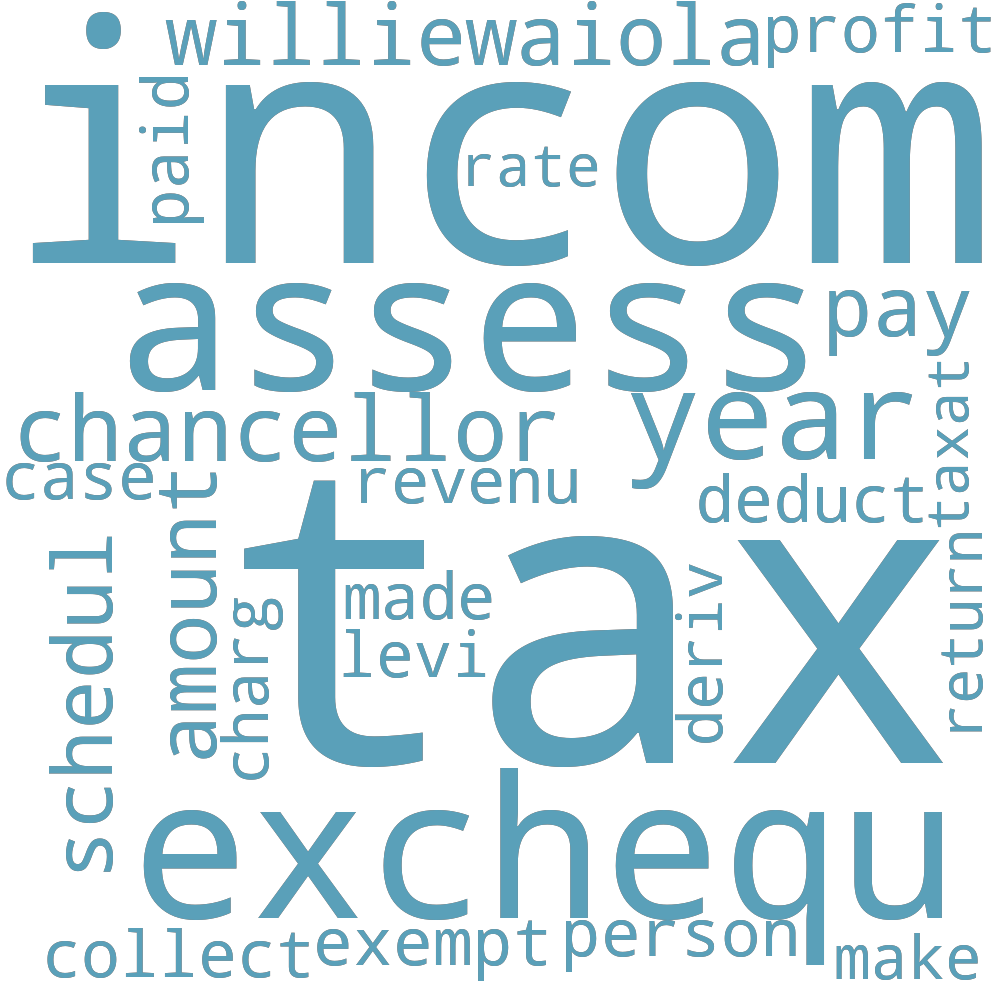 williewaiola
profit
incom
paid
rate
assess
pay
chancellor
year
taxat
case
revenu
deduct
tax
schedul
amount
made
levi
charg
deriv
return
exchequ
collect
exempt
person
make